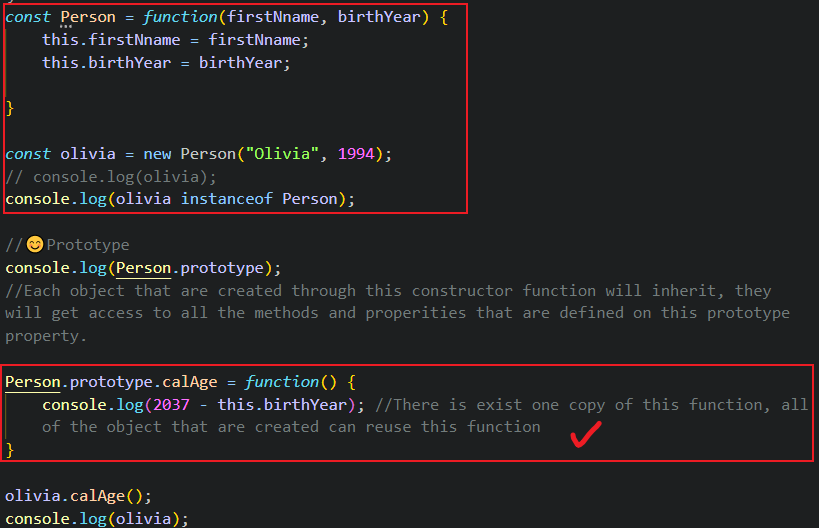 const Person = function(firstNname, birthYear) {
    this.firstNname = firstNname;
    this.birthYear = birthYear;
}
const olivia = new Person("Olivia", 1994);
// console.log(olivia);
console.log(olivia instanceof Person);
//😊Prototype
console.log(Person.prototype);
//Each object that are created through this constructor function will inherit, they
will get access to all the methods and properities that are defined on this prototype
property.
Person.prototype.calAge = function() {
    console.log(2037 - this.birthYear); //There is exist one copy of this function, all
    of the object that are created can reuse this function
}
olivia.calAge();
console.log(olivia);